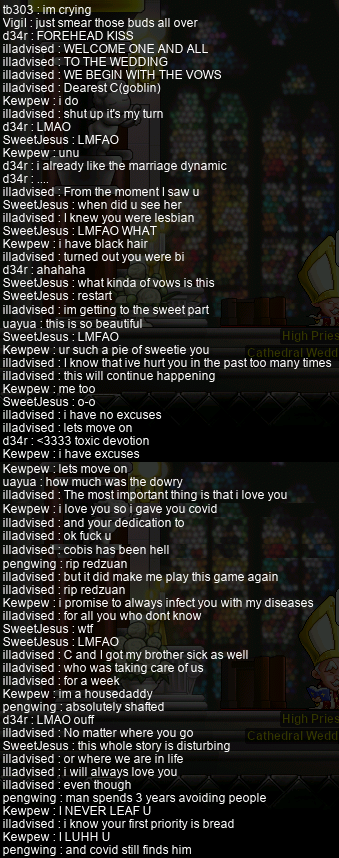 tb303 : im crying
Vigil : just smear those buds all over
d34r : FOREHEAD KISS
illadvised : WELCOME ONE AND ALL
illadvised : TO THE WEDDING
illadvised : WE BEGIN WITH THE VOWS
illadvised : Dearest C(goblin)
Kewpew : i do
illadvised : shut up it's my turn
d34r : LMAO
SweetJesus : LMFAO
Kewpew : unu
d34r : i already like the marriage dynamic
d34r : ....
illadvised : From the moment I saw u
SweetJesus : when did u see her
illadvised : I knew you were lesbian
SweetJesus : LMFAO WHAT
Kewpew : i have black hair
illadvised : turned out you were bi
d34r : ahahaha
SweetJesus : what kinda of vows is this
SweetJesus : restart
illadvised : im getting to the sweet part
uayua : this is so beautiful
SweetJesus : LMFAO
Kewpew : ur such a pie of sweetie you
illadvised : I know that ive hurt you in the past too many times
illadvised : this will continue happening
Kewpew : me too
SweetJesus : o-o
illadvised : i have no excuses
illadvised : lets move on
d34r : <3333 toxic devotion
Kewpew : i have excuses
Kewpew : lets move on
uayua : how much was the dowry
illadvised : The most important thing is that i love you
Kewpew : i love you so i gave you covid
illadvised : and your dedication to
illadvised : ok fuck u
illadvised : cobis has been hell
pengwing : rip redzuan
illadvised : but it did make me play this game again
illadvised : rip redzuan
Kewpew : i promise to always infect you with my diseases
illadvised : for all you who dont know
SweetJesus : wtf
SweetJesus : LMFAO
illadvised : C and I got my brother sick as well
illadvised : who was taking care of us
illadvised : for a week
Kewpew : im a housedaddy
pengwing : absolutely shafted
d34r : LMAO ouff
illadvised : No matter where you go
SweetJesus : this whole story is disturbing
illadvised : or where we are in life
illadvised : i will always love you
illadvised : even though
pengwing : man spends 3 years avoiding people
Kewpew : I NEVER LEAF U
illadvised : i know your first priority is bread
Kewpew : I LUHH U
pengwing : and covid still finds him
High Pries
Cathedral Wedd
High Pries
Cathedral Wedd